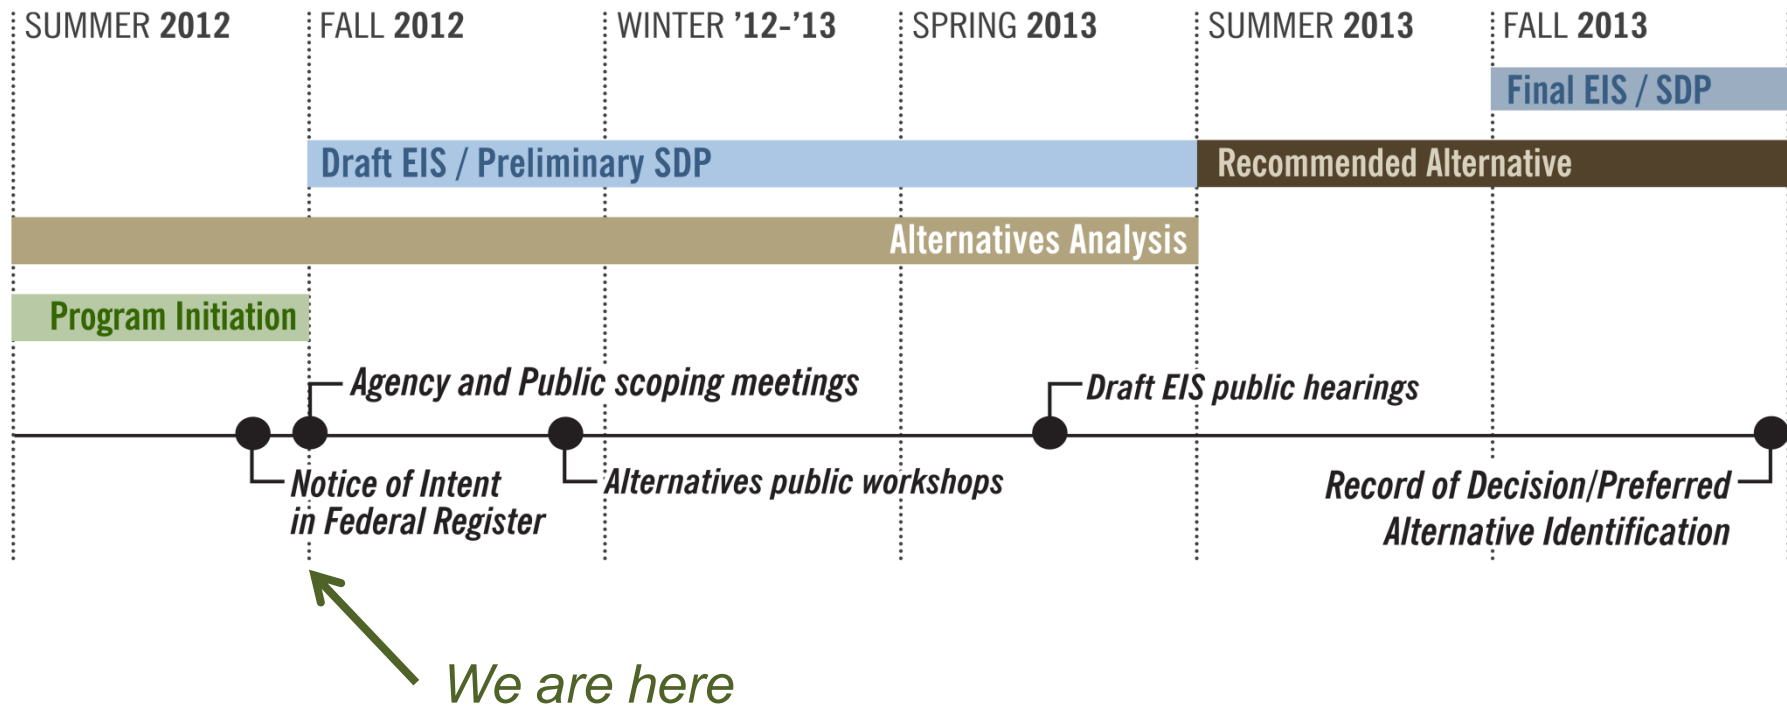 SUMMER 2012
FALL 2012
WINTER ’12-’13
SPRING 2013
SUMMER 2013
FALL 2013
Final EIS / SDP
Draft EIS / Preliminary SDP
Recommended Alternative
Alternatives Analysis
Program Initiation
Agency and Public scoping meetings
Draft EIS public hearings
Notice of Intent
in Federal Register
Alternatives public workshops
Record of Decision/Preferred
Alternative Identification
We are here